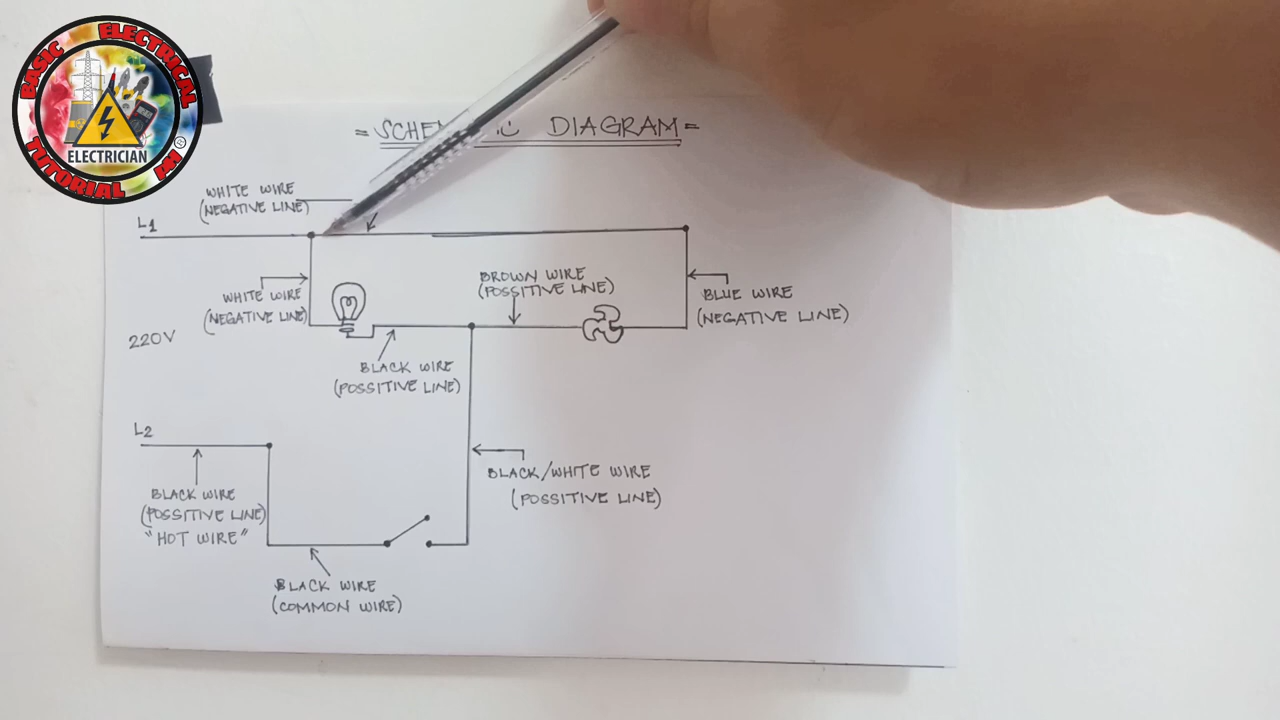 BASIC ELECTRICAL
ELECTRICIAN
TUTORIAL PH
= DIAGRAM =
WHITE WIRE
(NEGATIVE LINE)
L1
BROWN WIRE
(POSSITIVE LINE)
WHITE WIRE
(NEGATIVE LINE)
BLUE WIRE
(NEGATIVE LINE)
220V
BLACK WIRE
(POSSITIVE LINE)
L2
BLACK/WHITE WIRE
(POSSITIVE LINE)
BLACK WIRE
(POSSITIVE LINE)
"HOT WIRE"
BLACK WIRE
(COMMON WIRE)